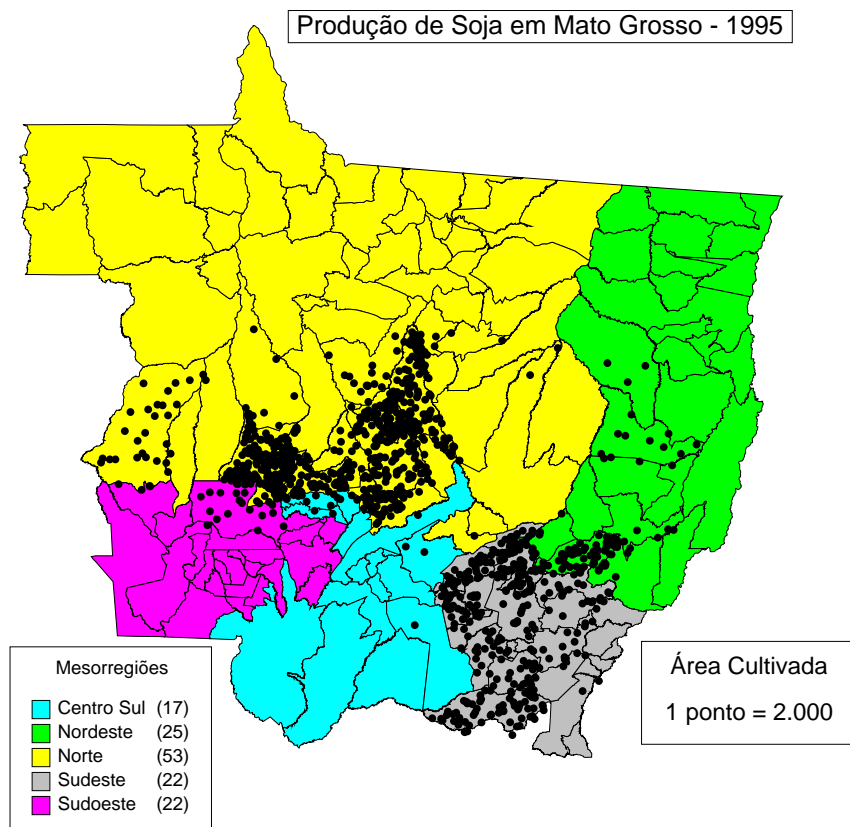 Produção de Soja em Mato Grosso - 1995
Mesorregiões
Centro Sul (17)
Nordeste (25)
Norte (53)
Sudeste (22)
Sudoeste (22)
Área Cultivada
1 ponto = 2.000